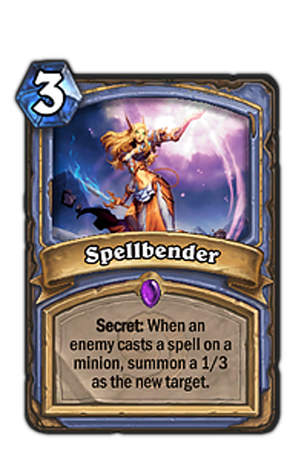 3
Spellbender
Secret: When an
enemy casts a spell on a
minion, summon a 1/3
as the new target.